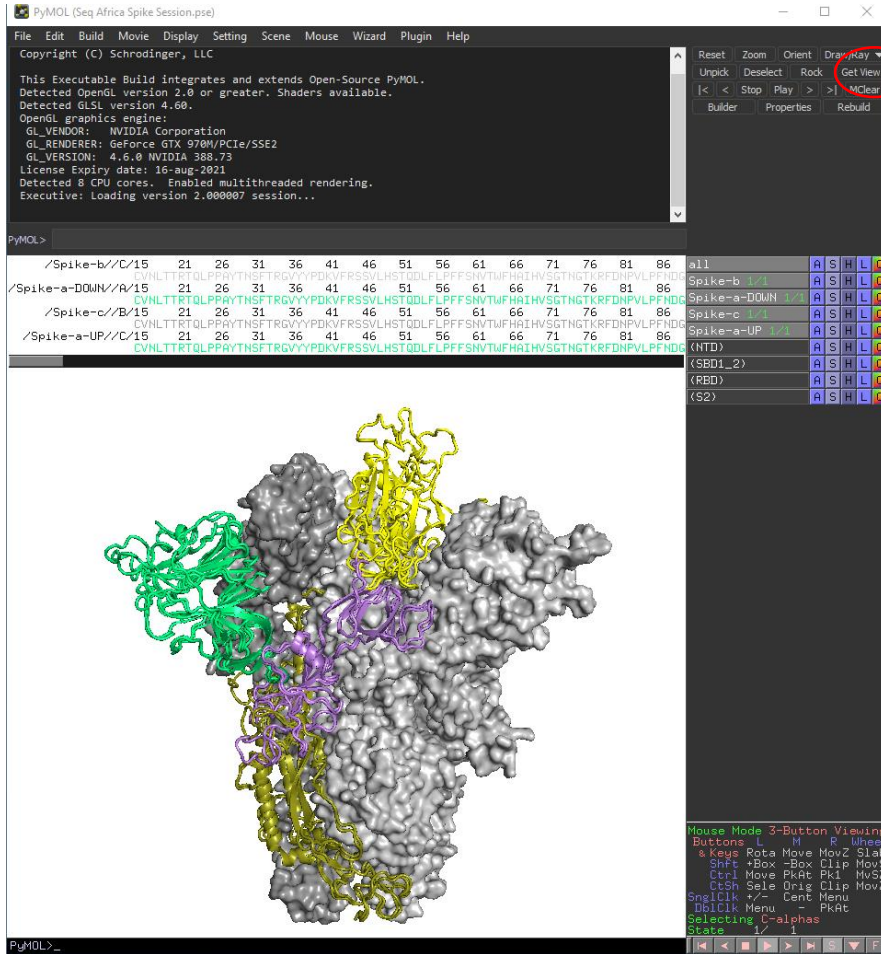 PyMOL (Seq Africa Spike Session.pse)
File Edit Build Movie Display Setting Scene Mouse Wizard Plugin Help
Copyright (C) Schrodinger, LLC
This Executable Build integrates and extends Open-Source PyMOL.
Detected OpenGL version 2.0 or greater. Shaders available.
Detected GLSL version 4.60.
OpenGL graphics engine:
GL_VENDOR: NVIDIA Corporation
GL_RENDERER: GeForce GTX 970M/PCIe/SSE2
GL_VERSION: 4.6.0 NVIDIA 388.73
License Expiry date: 16-aug-2021
Detected 8 CPU cores. Enabled multithreaded rendering.
Executive: Loading version 2.000007 session...
Reset Zoom Orient Draw/Ray
Unpick Deselect Rock Get View
|< < Stop Play > >| MClear
Builder Properties Rebuild
PyMOL>
/Spike-b//C/15 21 26 31 36 41 46 51 56 61 66 71 76 81 86
CVNLTTRTQLPPAYTNSFTRGVYYPDKVFRSSVLHSTQDLFLPFFSNVTWFHAIHVSGTNGTKRFDNPVLPFNDG
/Spike-a-DOWN//A/15 21 26 31 36 41 46 51 56 61 66 71 76 81 86
CVNLTTRTQLPPAYTNSFTRGVYYPDKVFRSSVLHSTQDLFLPFFSNVTWFHAIHVSGTNGTKRFDNPVLPFNDG
/Spike-c//B/15 21 26 31 36 41 46 51 56 61 66 71 76 81 86
CVNLTTRTQLPPAYTNSFTRGVYYPDKVFRSSVLHSTQDLFLPFFSNVTWFHAIHVSGTNGTKRFDNPVLPFNDG
/Spike-a-UP//C/15 21 26 31 36 41 46 51 56 61 66 71 76 81 86
CVNLTTRTQLPPAYTNSFTRGVYYPDKVFRSSVLHSTQDLFLPFFSNVTWFHAIHVSGTNGTKRFDNPVLPFNDG
all A S H L C
Spike-b 1/1 A S H L C
Spike-a-DOWN 1/1 A S H L C
Spike-c 1/1 A S H L C
Spike-a-UP 1/1 A S H L C
(NTD) A S H L C
(SBD1_2) A S H L C
(RBD) A S H L C
(S2) A S H L C
Mouse Mode 3-Button Viewing
Buttons L M R Wheel
& Keys Rota Move MovZ Slab
Shft +Box -Box Clip MovS
Ctrl Move PkAt Pk1 MvSZ
CtSh Sele Orig Clip MovZ
SnglClk +/- Cent Menu
DblClk Menu - PkAt
Selecting C-alphas
State 1/ 1
S F
PyMOL>_